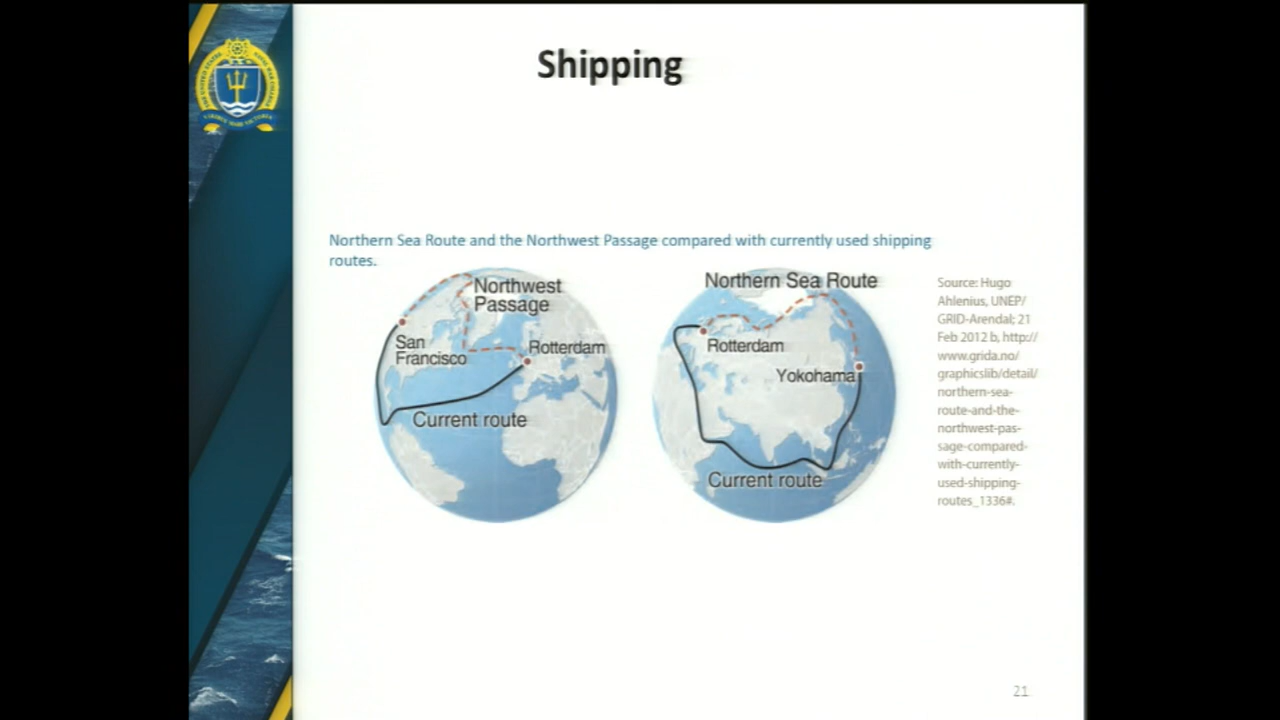 Shipping
Northern Sea Route and the Northwest Passage compared with currently used shipping
routes.
Northwest
Passage
San
Francisco
Rotterdam
Current route
Northern Sea Route
Rotterdam
Yokohama
Current route
Source: Hugo
Ahlenius, UNEP/
GRID-Arendal; 21
Feb 2012 b, http://
www.grida.no/
graphicslib/detail/
northern-sea-
route-and-the-
northwest-pas-
sage-compared-
with-currently-
used-shipping-
routes_1336#.
21